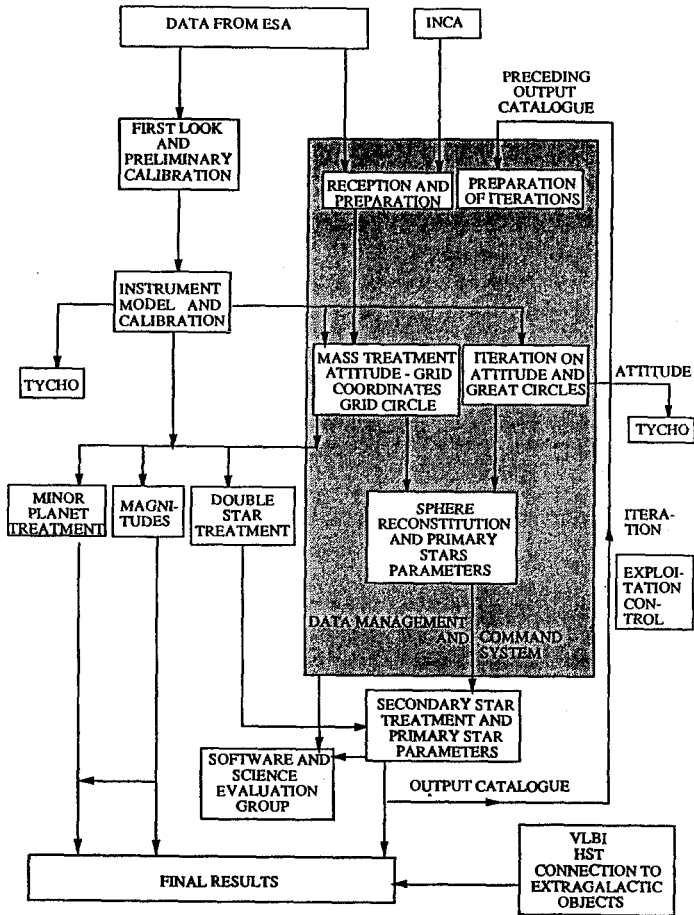 DATA FROM ESA
INCA
PRECEDING
OUTPUT
CATALOGUE
FIRST LOOK
AND
PRELIMINARY
CALIBRATION
RECEPTION AND
PREPARATION
PREPARATION
OF ITERATIONS
INSTRUMENT
MODEL AND
CALIBRATION
TYCHO
MASS TREATMENT
ATTITUDE - GRID
COORDINATES
GRID CIRCLE
ITERATION ON
ATTITUDE AND
GREAT CIRCLES
ATTITUDE
TYCHO
MINOR
PLANET
TREATMENT
MAGNI-
TUDES
DOUBLE
STAR
TREATMENT
SPHERE
RECONSTITUTION
AND PRIMARY
STARS
PARAMETERS
ITERATION
EXPLOI-
TATION
CON-
TROL
DATA MANAGEMENT
AND
COMMAND
SYSTEM
SECONDARY STAR
TREATMENT AND
PRIMARY STAR
PARAMETERS
SOFTWARE AND
SCIENCE
EVALUATION
GROUP
OUTPUT CATALOGUE
FINAL RESULTS
VLBI
HST
CONNECTION TO
EXTRAGALACTIC
OBJECTS